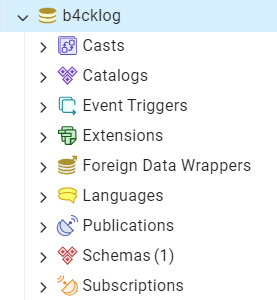 b4cklog
Casts
Catalogs
Event Triggers
Extensions
Foreign Data Wrappers
Languages
Publications
Schemas (1)
Subscriptions